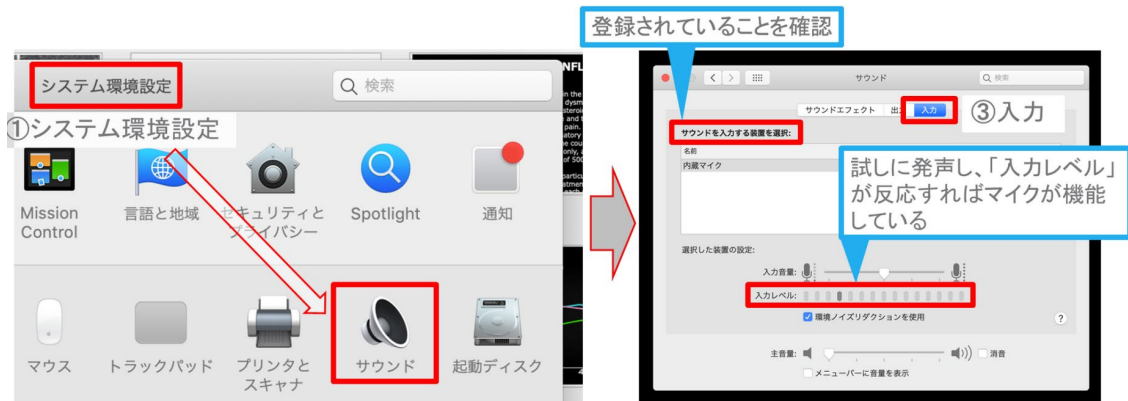 登録されていることを確認
システム環境設定
検索
①システム環境設定
Mission
Control
言語と地域
セキュリティと
プライバシー
Spotlight
通知
マウス
トラックパッド
プリンタと
スキャナ
サウンド
起動ディスク
サウンド
検索
サウンドエフェクト
入力
③入力
サウンドを入力する装置を選択:
名前
内蔵マイク
試しに発声し、「入力レベル」
が反応すればマイクが機能
している
選択した装置の設定:
入力音量:
入力レベル:
環境ノイズリダクションを使用
?
主音量:
消音
メニューバーに音量を表示